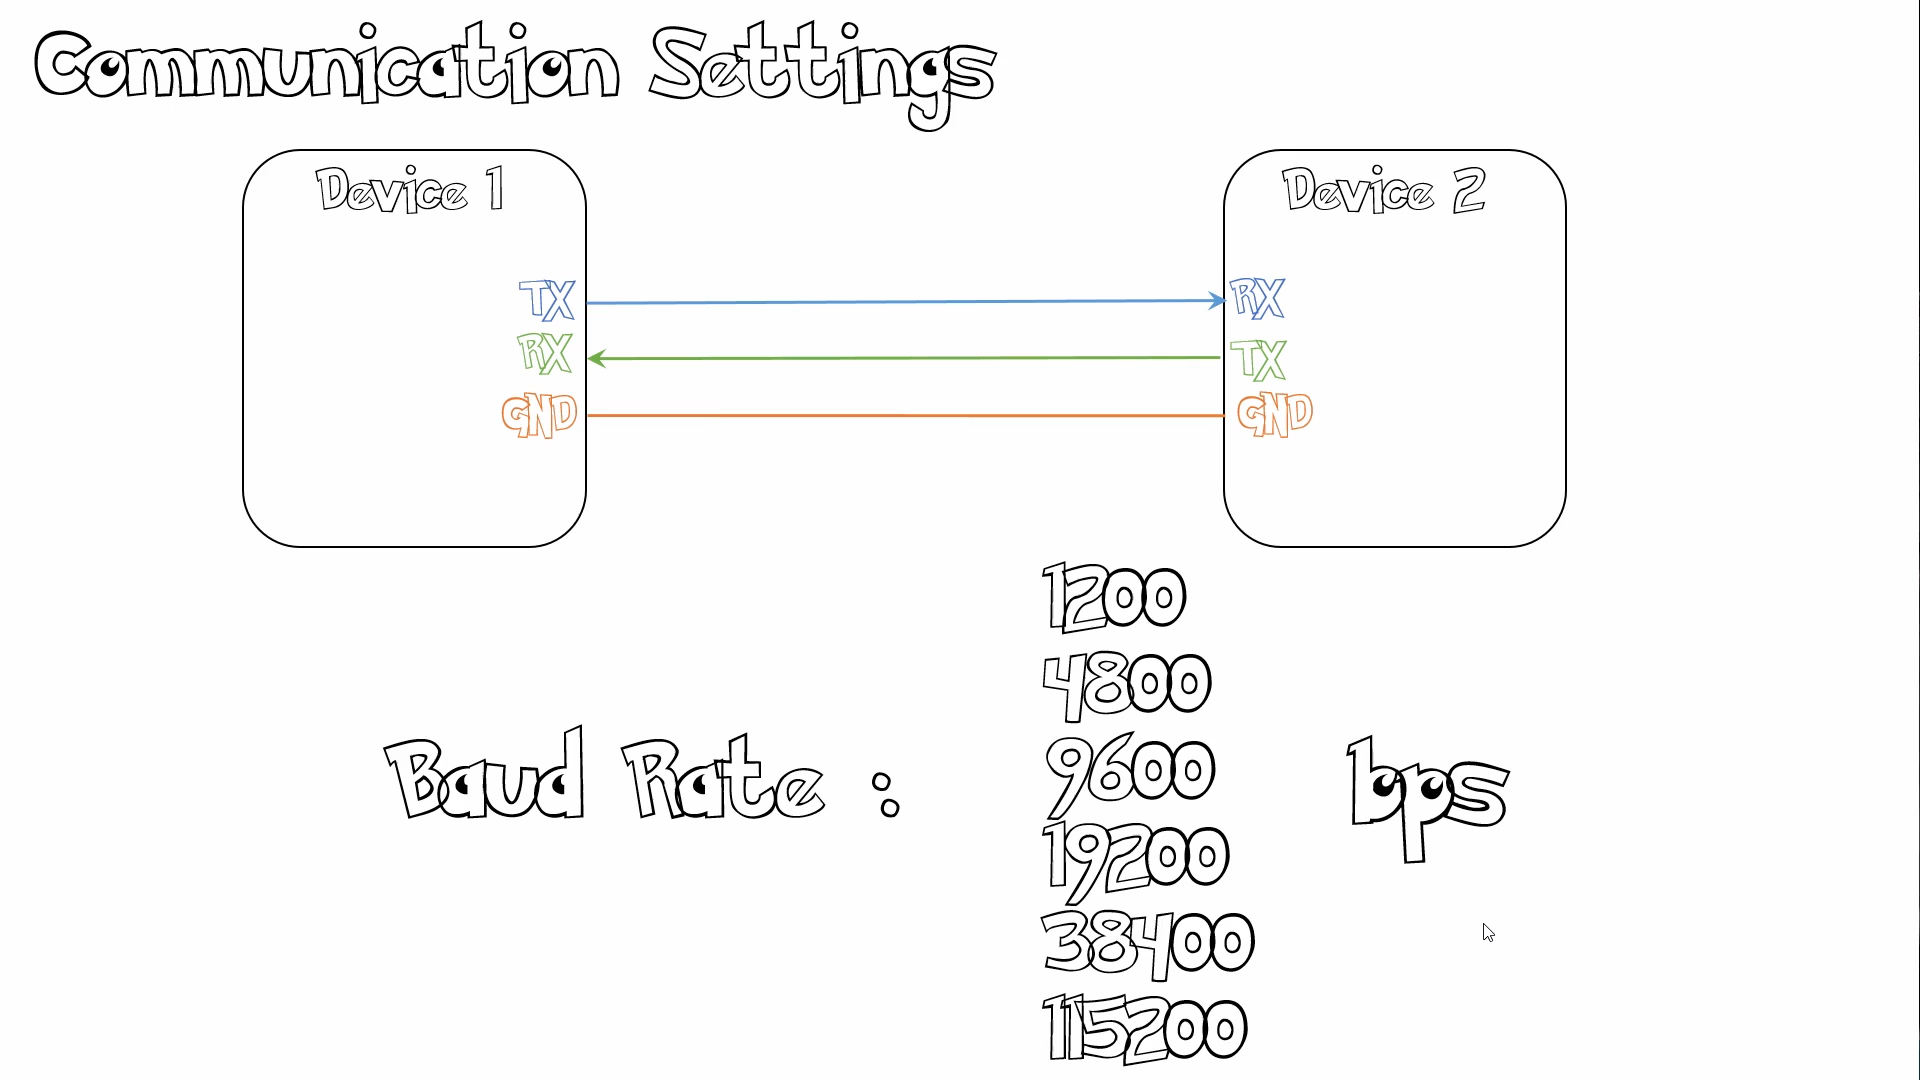 Communication Settings
Device 1
Device 2
TX
RX
RX
TX
GND
GND
1200
4800
Baud Rate : 9600 bps
19200
38400
115200